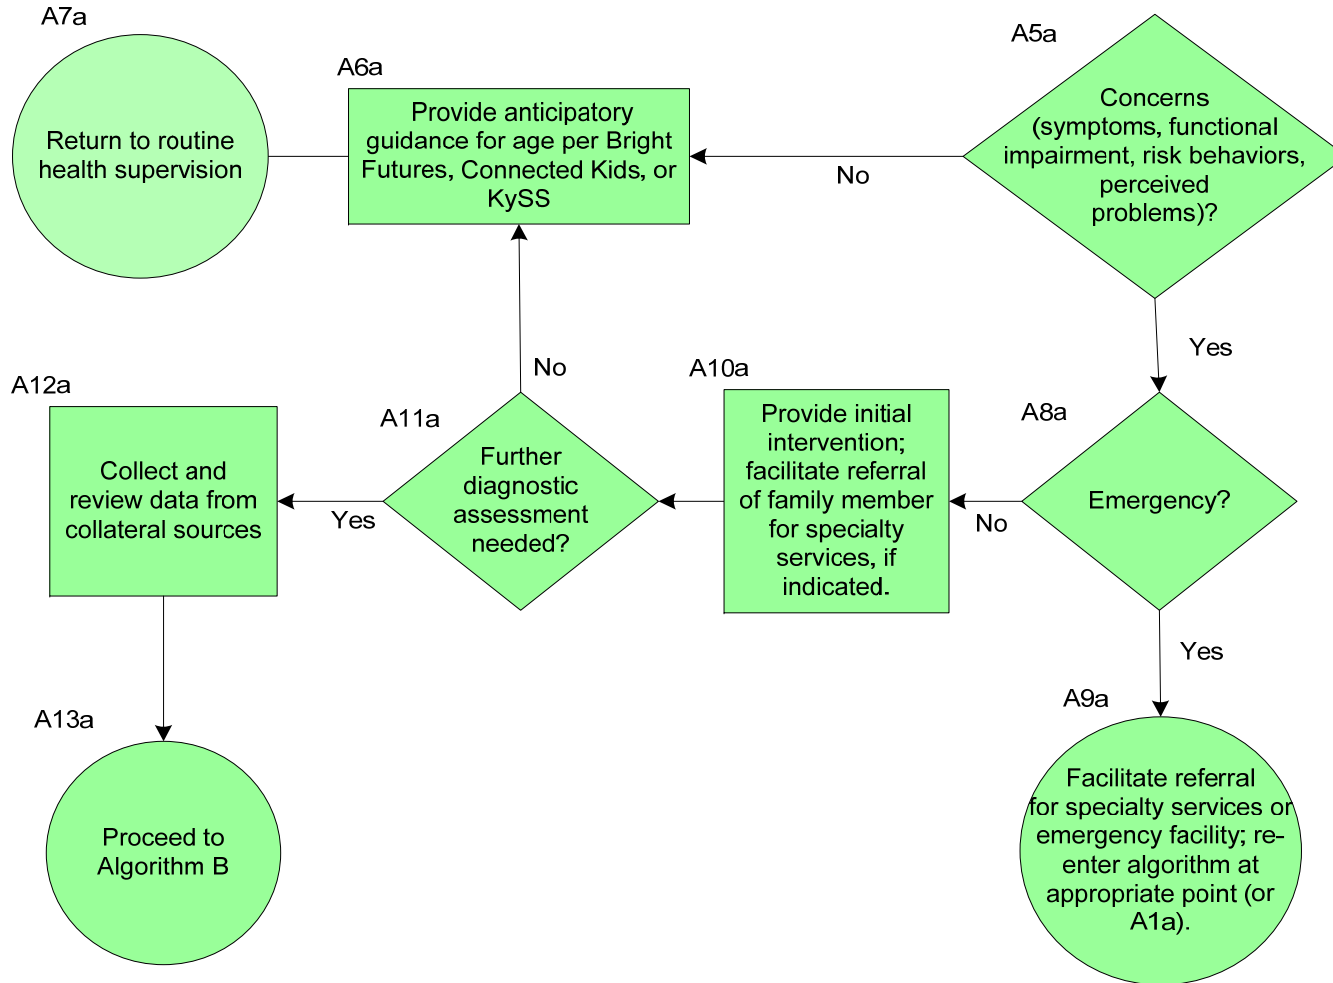 A7a
Return to routine
health supervision
A6a
Provide anticipatory
guidance for age per Bright
Futures, Connected Kids, or
KySS
No
A5a
Concerns
(symptoms, functional
impairment, risk behaviors,
perceived
problems)?
Yes
A8a
Emergency?
No
A10a
Provide initial
intervention;
facilitate referral
of family member
for specialty
services, if
indicated.
A11a
Further
diagnostic
assessment
needed?
No
Yes
A12a
Collect and
review data from
collateral sources
A13a
Proceed to
Algorithm B
Yes
A9a
Facilitate referral
for specialty services or
emergency facility; re-
enter algorithm at
appropriate point (or
A1a).